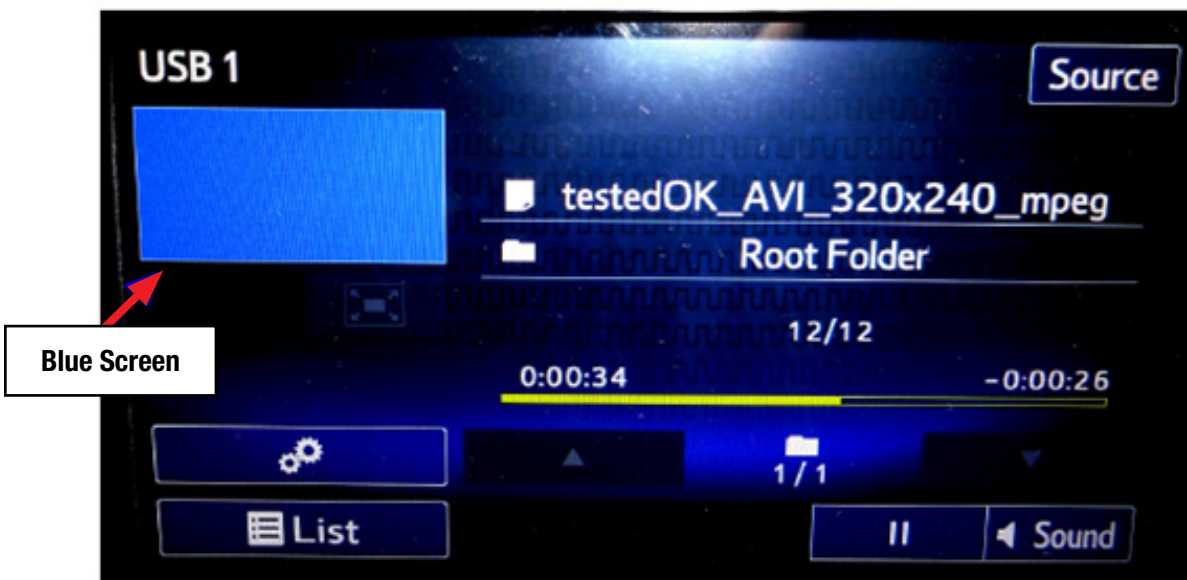 USB 1
Source
testedOK_AVI_320x240_mpeg
Root Folder
Blue Screen
12/12
0:00:34
-0:00:26
1/1
List
Sound